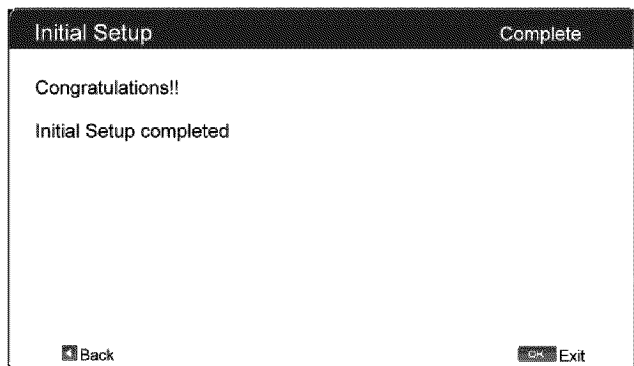 Initial Setup Complete
Congratulations!!
Initial Setup completed
Back OK Exit